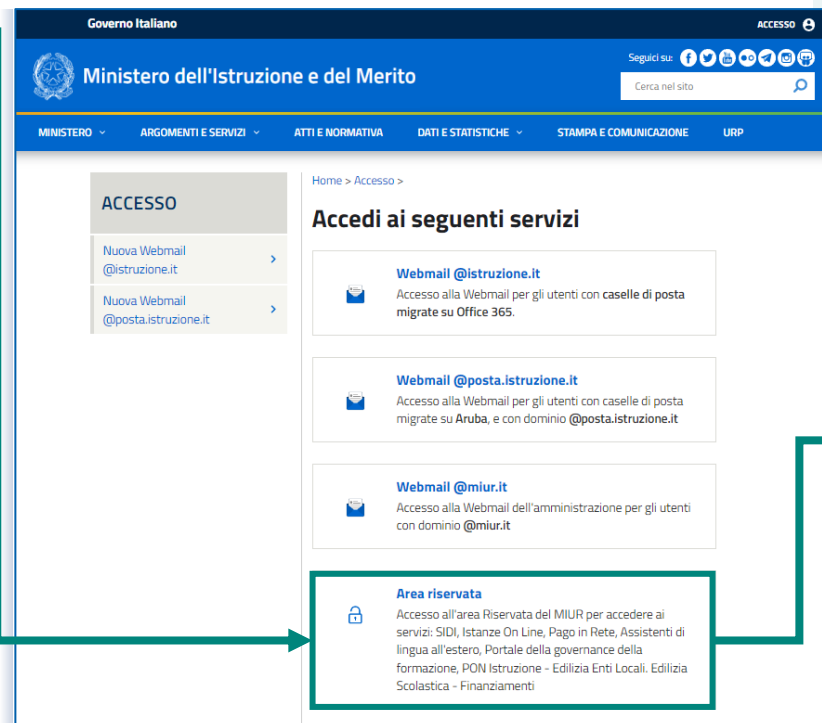 Governo Italiano
ACCESSO
Ministero dell'Istruzione e del Merito
Seguici su:
Cerca nel sito
MINISTERO
ARGOMENTI E SERVIZI
ATTI E NORMATIVA
DATI E STATISTICHE
STAMPA E COMUNICAZIONE
URP
ACCESSO
Nuova Webmail
@istruzione.it
Nuova Webmail
@posta.istruzione.it
Home > Accesso >
Accedi ai seguenti servizi
Webmail @istruzione.it
Accesso alla Webmail per gli utenti con caselle di posta
migrate su Office 365.
Webmail @posta.istruzione.it
Accesso alla Webmail per gli utenti con caselle di posta
migrate su Aruba, e con dominio @posta.istruzione.it
Webmail @miur.it
Accesso alla Webmail dell'amministrazione per gli utenti
con dominio @miur.it
Area riservata
Accesso all'area Riservata del MIUR per accedere ai
servizi: SIDI, Istanze On Line, Pago in Rete, Assistenti di
lingua all'estero, Portale della governance della
formazione, PON Istruzione - Edilizia Enti Locali. Edilizia
Scolastica - Finanziamenti